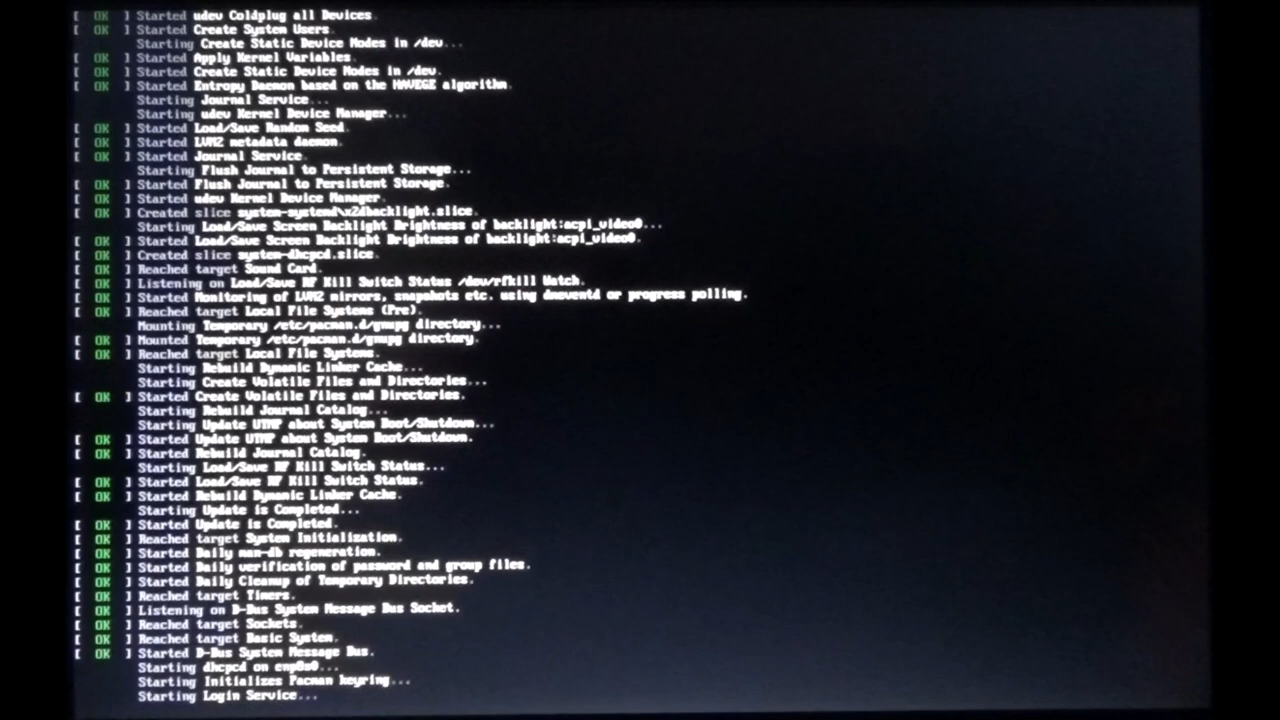 [ OK ] Started udev Coldplug all Devices.
[ OK ] Started Create System Users.
Starting Create Static Device Nodes in /dev...
[ OK ] Started Apply Kernel Variables.
[ OK ] Started Create Static Device Nodes in /dev.
[ OK ] Started Entropy Daemon based on the HAVEGE algorithm.
Starting Journal Service...
Starting udev Kernel Device Manager...
[ OK ] Started Load/Save Random Seed.
[ OK ] Started LVM2 metadata daemon.
[ OK ] Started Journal Service.
Starting Flush Journal to Persistent Storage...
[ OK ] Started Flush Journal to Persistent Storage.
[ OK ] Started udev Kernel Device Manager.
[ OK ] Created slice system-systemd\x2dbacklight.slice.
Starting Load/Save Screen Backlight Brightness of backlight:acpi_video0...
[ OK ] Started Load/Save Screen Backlight Brightness of backlight:acpi_video0.
[ OK ] Created slice system-dhcpcd.slice.
[ OK ] Reached target Sound Card.
[ OK ] Listening on Load/Save RF Kill Switch Status /dev/rfkill Watch.
[ OK ] Started Monitoring of LVM2 mirrors, snapshots etc. using dmeventd or progress polling.
[ OK ] Reached target Local File Systems (Pre).
Mounting Temporary /etc/pacman.d/gnupg directory...
[ OK ] Mounted Temporary /etc/pacman.d/gnupg directory.
[ OK ] Reached target Local File Systems.
Starting Rebuild Dynamic Linker Cache...
Starting Create Volatile Files and Directories...
[ OK ] Started Create Volatile Files and Directories.
Starting Rebuild Journal Catalog...
Starting Update UTMP about System Boot/Shutdown...
[ OK ] Started Update UTMP about System Boot/Shutdown.
[ OK ] Started Rebuild Journal Catalog.
Starting Load/Save RF Kill Switch Status...
[ OK ] Started Load/Save RF Kill Switch Status.
[ OK ] Started Rebuild Dynamic Linker Cache.
Starting Update is Completed...
[ OK ] Started Update is Completed.
[ OK ] Reached target System Initialization.
[ OK ] Started Daily man-db regeneration.
[ OK ] Started Daily verification of password and group files.
[ OK ] Started Daily Cleanup of Temporary Directories.
[ OK ] Reached target Timers.
[ OK ] Listening on D-Bus System Message Bus Socket.
[ OK ] Reached target Sockets.
[ OK ] Reached target Basic System.
[ OK ] Started D-Bus System Message Bus.
Starting dhcpcd on enp8s0...
Starting Initializes Pacman keyring...
Starting Login Service...